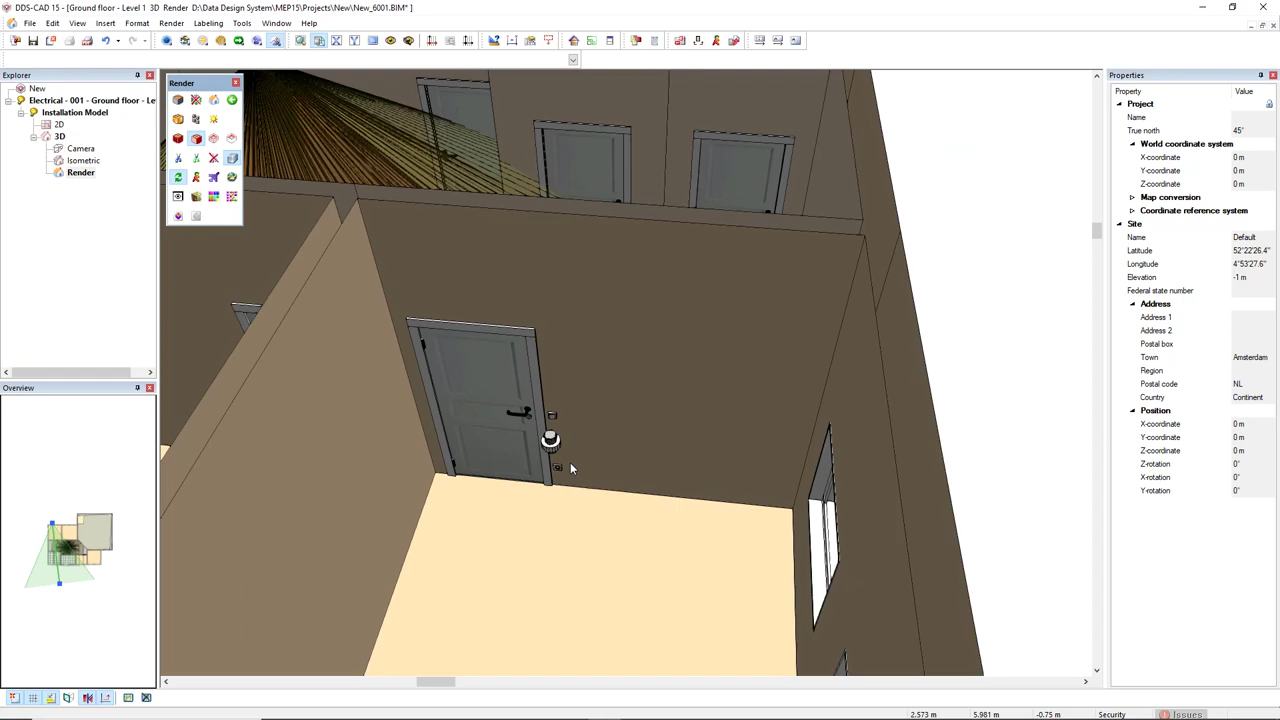 DDS-CAD 15 - [Ground floor - Level 1  3D  Render  D:\Data Design System\MEP15\Projects\New\New_6001.BIM* ]
File Edit View Insert Format Render Labeling Tools Window Help
Explorer
New
Electrical - 001 - Ground floor - Le
Installation Model
2D
3D
Camera
Isometric
Render
Overview
Render
Properties
Property Value
Project
Name
True north 45°
World coordinate system
X-coordinate 0 m
Y-coordinate 0 m
Z-coordinate 0 m
Map conversion
Coordinate reference system
Site
Name Default
Latitude 52°22'26.4"
Longitude 4°53'27.6"
Elevation -1 m
Federal state number
Address
Address 1
Address 2
Postal box
Town Amsterdam
Region
Postal code NL
Country Continent
Position
X-coordinate 0 m
Y-coordinate 0 m
Z-coordinate 0 m
Z-rotation 0°
X-rotation 0°
Y-rotation 0°
2.573 m 5.981 m -0.75 m Security Issues